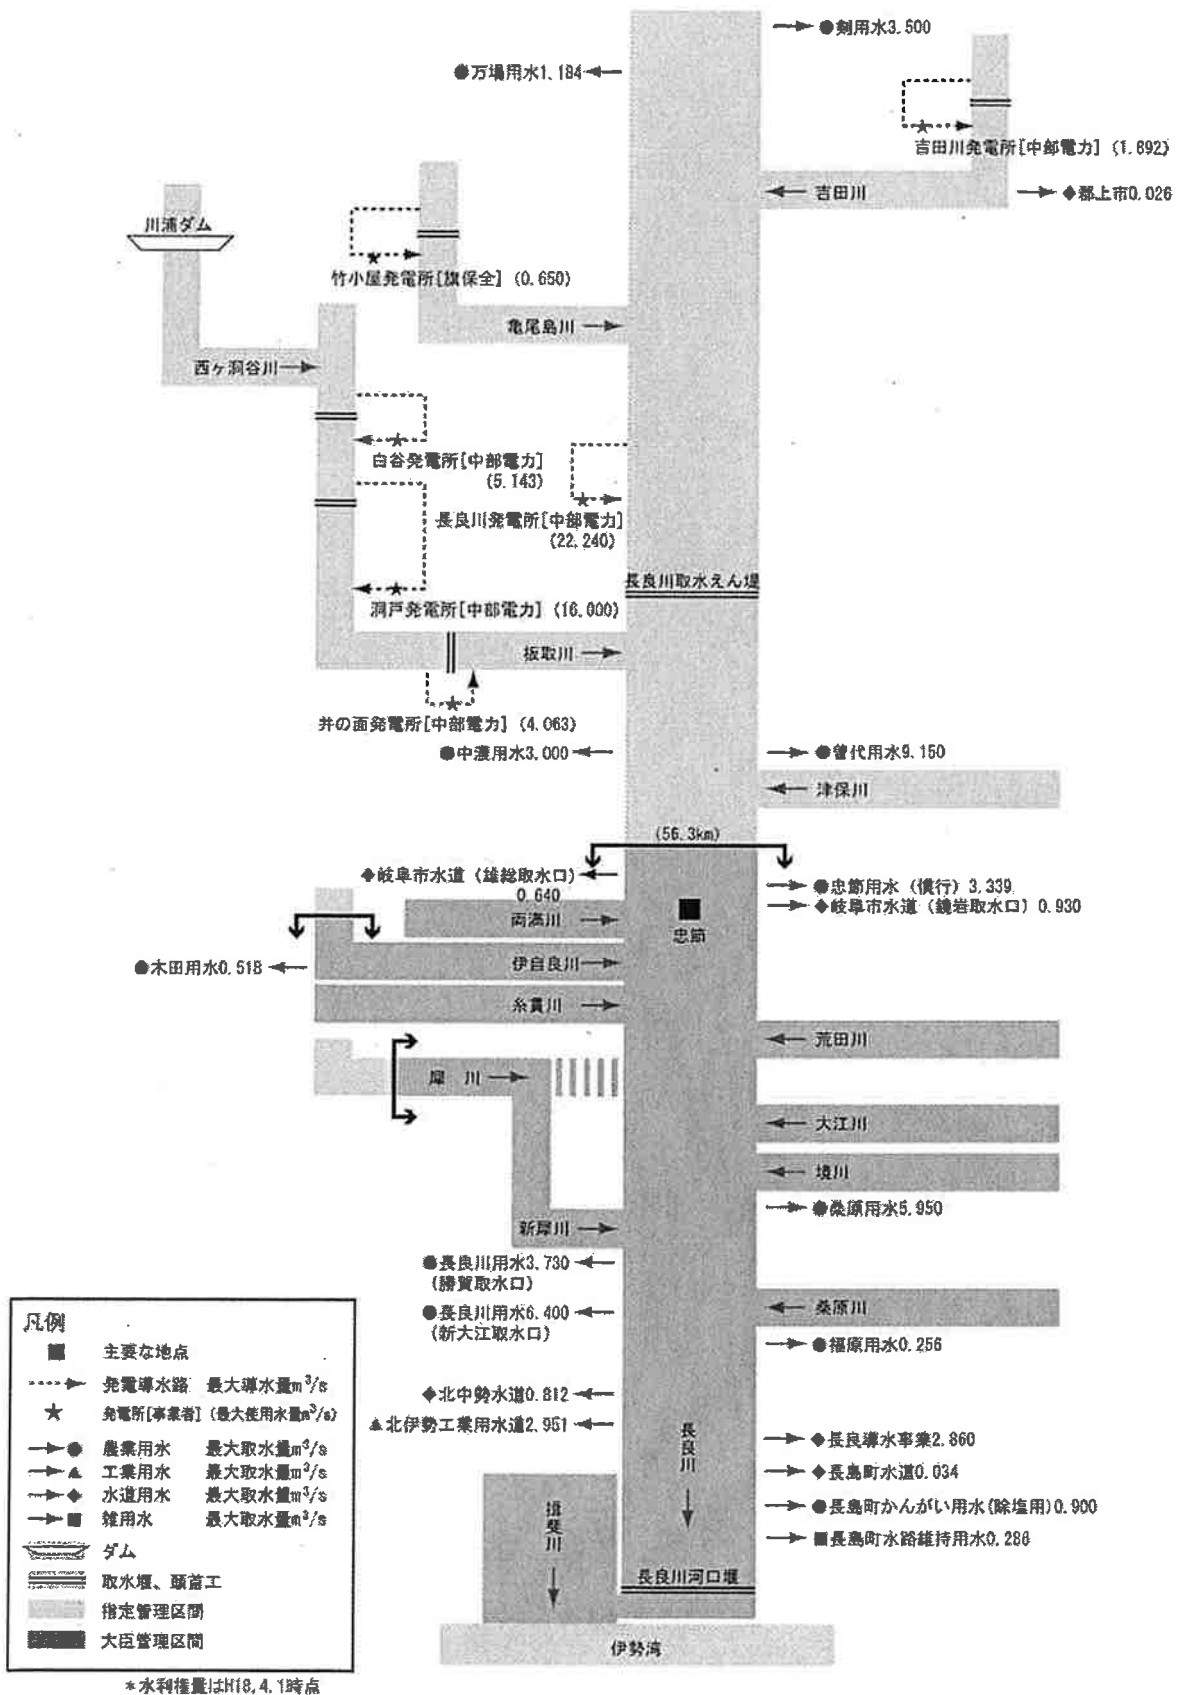 ●剣用水3.500
●万場用水1.184
吉田川発電所[中部電力] (1.692)
吉田川
◆郡上市0.026
川浦ダム
竹小屋発電所[旗保全] (0.650)
亀尾島川
西ヶ洞谷川
白谷発電所[中部電力]
(5.143)
長良川発電所[中部電力]
(22.240)
長良川取水えん堤
洞戸発電所[中部電力] (16.000)
板取川
井の面発電所[中部電力] (4.063)
●中濃用水3.000
●曽代用水9.150
津保川
(56.3km)
◆岐阜市水道 (雄総取水口)
0.640
●忠節用水 (慣行) 3.339
◆岐阜市水道 (鏡岩取水口) 0.930
両満川
忠節
伊自良川
●木田用水0.518
糸貫川
荒田川
犀 川
大江川
境川
●桑原用水5.950
新犀川
●長良川用水3.730
(勝賀取水口)
●長良川用水6.400
(新大江取水口)
桑原川
●福原用水0.256
◆北中勢水道0.812
▲北伊勢工業用水道2.951
長良川
◆長良導水事業2.860
◆長島町水道0.034
●長島町かんがい用水(除塩用)0.900
■長島町水路維持用水0.286
揖斐川
長良川河口堰
伊勢湾
凡例
■ 主要な地点
発電導水路 最大導水量m³/s
★ 発電所[事業者] (最大使用水量m³/s)
● 農業用水 最大取水量m³/s
▲ 工業用水 最大取水量m³/s
◆ 水道用水 最大取水量m³/s
■ 雑用水 最大取水量m³/s
ダム
取水堰、頭首工
指定管理区間
大臣管理区間
*水利権量はH18.4.1時点